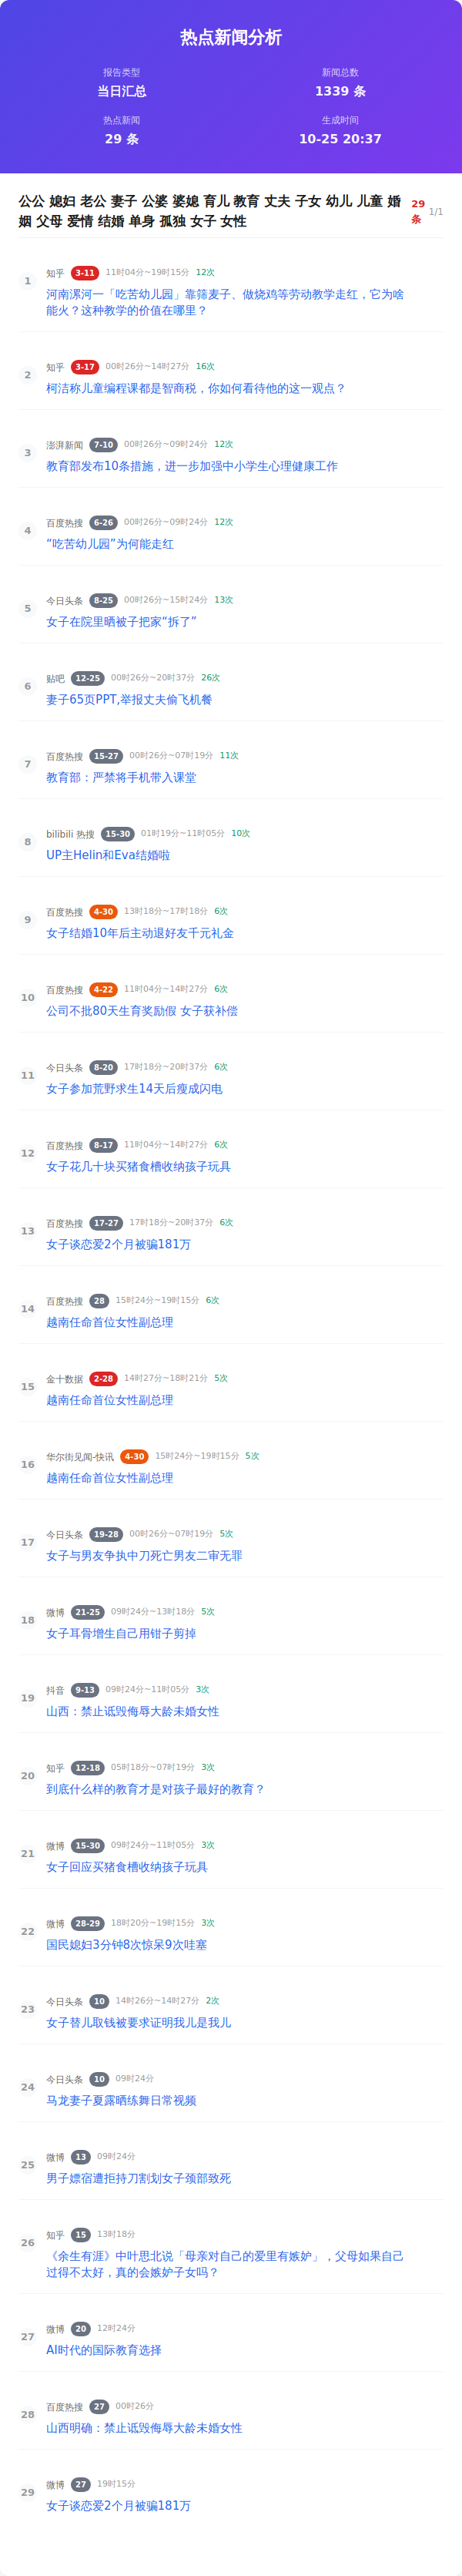 热点新闻分析
报告类型
新闻总数
当日汇总
1339 条
热点新闻
生成时间
29 条
10-25 20:37
公公 媳妇 老公 妻子 公婆 婆媳 育儿 教育 丈夫 子女 幼儿 儿童 婚
姻 父母 爱情 结婚 单身 孤独 女子 女性
29
条
1/1
1
知乎 3-11 11时04分~19时15分 12次
河南漯河一「吃苦幼儿园」靠筛麦子、做烧鸡等劳动教学走红，它为啥
能火？这种教学的价值在哪里？
2
知乎 3-17 00时26分~14时27分 16次
柯洁称儿童编程课都是智商税，你如何看待他的这一观点？
3
澎湃新闻 7-10 00时26分~09时24分 12次
教育部发布10条措施，进一步加强中小学生心理健康工作
4
百度热搜 6-26 00时26分~09时24分 12次
“吃苦幼儿园”为何能走红
5
今日头条 8-25 00时26分~15时24分 13次
女子在院里晒被子把家“拆了”
6
贴吧 12-25 00时26分~20时37分 26次
妻子65页PPT,举报丈夫偷飞机餐
7
百度热搜 15-27 00时26分~07时19分 11次
教育部：严禁将手机带入课堂
8
bilibili 热搜 15-30 01时19分~11时05分 10次
UP主Helin和Eva结婚啦
9
百度热搜 4-30 13时18分~17时18分 6次
女子结婚10年后主动退好友千元礼金
10
百度热搜 4-22 11时04分~14时27分 6次
公司不批80天生育奖励假 女子获补偿
11
今日头条 8-20 17时18分~20时37分 6次
女子参加荒野求生14天后瘦成闪电
12
百度热搜 8-17 11时04分~14时27分 6次
女子花几十块买猪食槽收纳孩子玩具
13
百度热搜 17-27 17时18分~20时37分 6次
女子谈恋爱2个月被骗181万
14
百度热搜 28 15时24分~19时15分 6次
越南任命首位女性副总理
15
金十数据 2-28 14时27分~18时21分 5次
越南任命首位女性副总理
16
华尔街见闻-快讯 4-30 15时24分~19时15分 5次
越南任命首位女性副总理
17
今日头条 19-28 00时26分~07时19分 5次
女子与男友争执中刀死亡男友二审无罪
18
微博 21-25 09时24分~13时18分 5次
女子耳骨增生自己用钳子剪掉
19
抖音 9-13 09时24分~11时05分 3次
山西：禁止诋毁侮辱大龄未婚女性
20
知乎 12-18 05时18分~07时19分 3次
到底什么样的教育才是对孩子最好的教育？
21
微博 15-30 09时24分~11时05分 3次
女子回应买猪食槽收纳孩子玩具
22
微博 28-29 18时20分~19时15分 3次
国民媳妇3分钟8次惊呆9次哇塞
23
今日头条 10 14时26分~14时27分 2次
女子替儿取钱被要求证明我儿是我儿
24
今日头条 10 09时24分
马龙妻子夏露晒练舞日常视频
25
微博 13 09时24分
男子嫖宿遭拒持刀割划女子颈部致死
26
知乎 15 13时18分
《余生有涯》中叶思北说「母亲对自己的爱里有嫉妒」，父母如果自己
过得不太好，真的会嫉妒子女吗？
27
微博 20 12时24分
AI时代的国际教育选择
28
百度热搜 27 00时26分
山西明确：禁止诋毁侮辱大龄未婚女性
29
微博 27 19时15分
女子谈恋爱2个月被骗181万